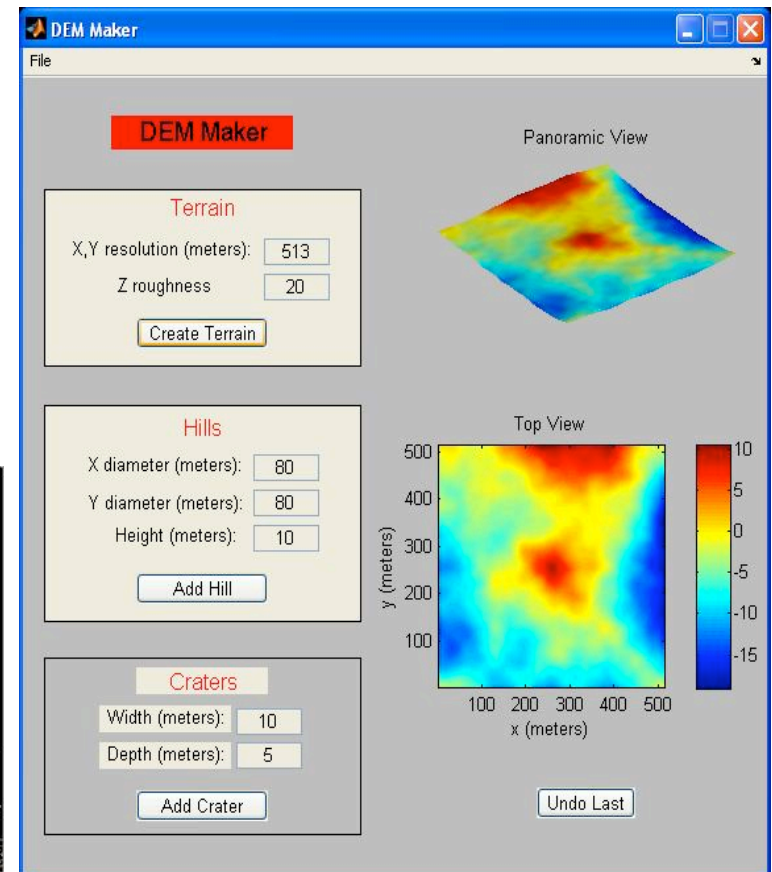 DEM Maker
File
DEM Maker
Terrain
X,Y resolution (meters): 513
Z roughness 20
Create Terrain
Hills
X diameter (meters): 80
Y diameter (meters): 80
Height (meters): 10
Add Hill
Craters
Width (meters): 10
Depth (meters): 5
Add Crater
Panoramic View
Top View
500
400
300
200
100
y (meters)
100 200 300 400 500
x (meters)
10
5
0
-5
-10
-15
Undo Last